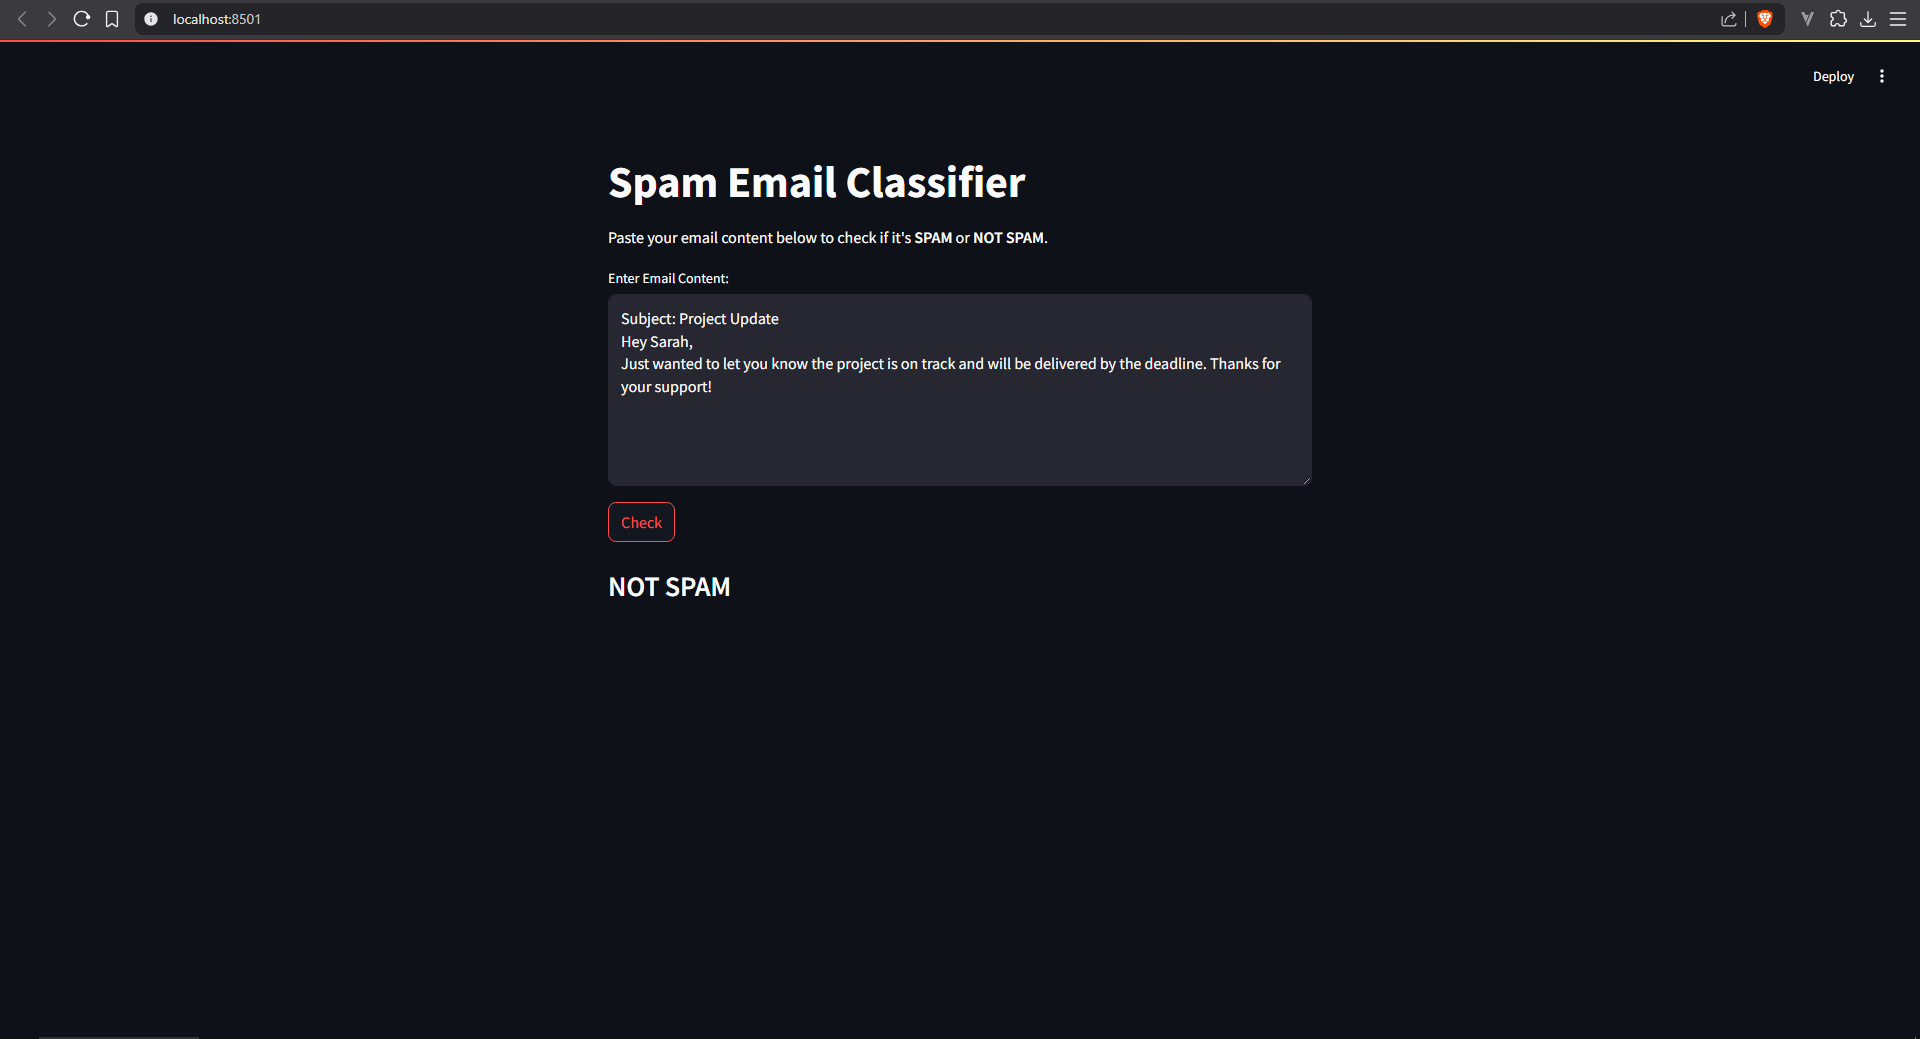 localhost:8501
Deploy
Spam Email Classifier
Paste your email content below to check if it's SPAM or NOT SPAM.
Enter Email Content:
Subject: Project Update
Hey Sarah,
Just wanted to let you know the project is on track and will be delivered by the deadline. Thanks for
your support!
Check
NOT SPAM